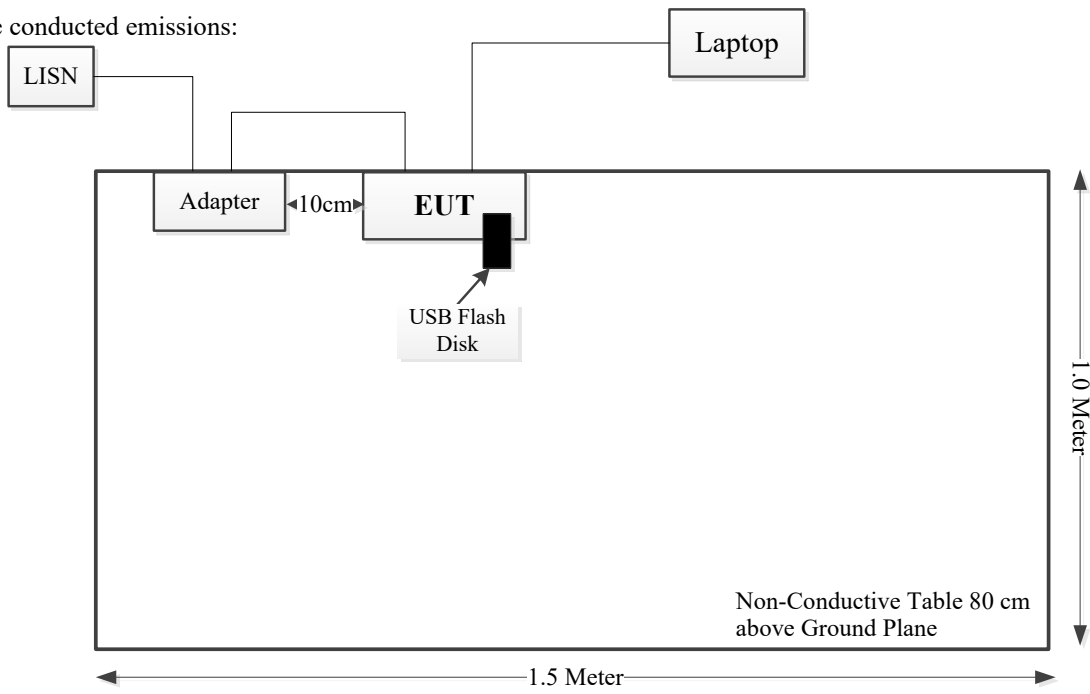 e conducted emissions:
LISN
Laptop
Adapter
10cm
EUT
USB Flash
Disk
1.0 Meter
Non-Conductive Table 80 cm
above Ground Plane
1.5 Meter